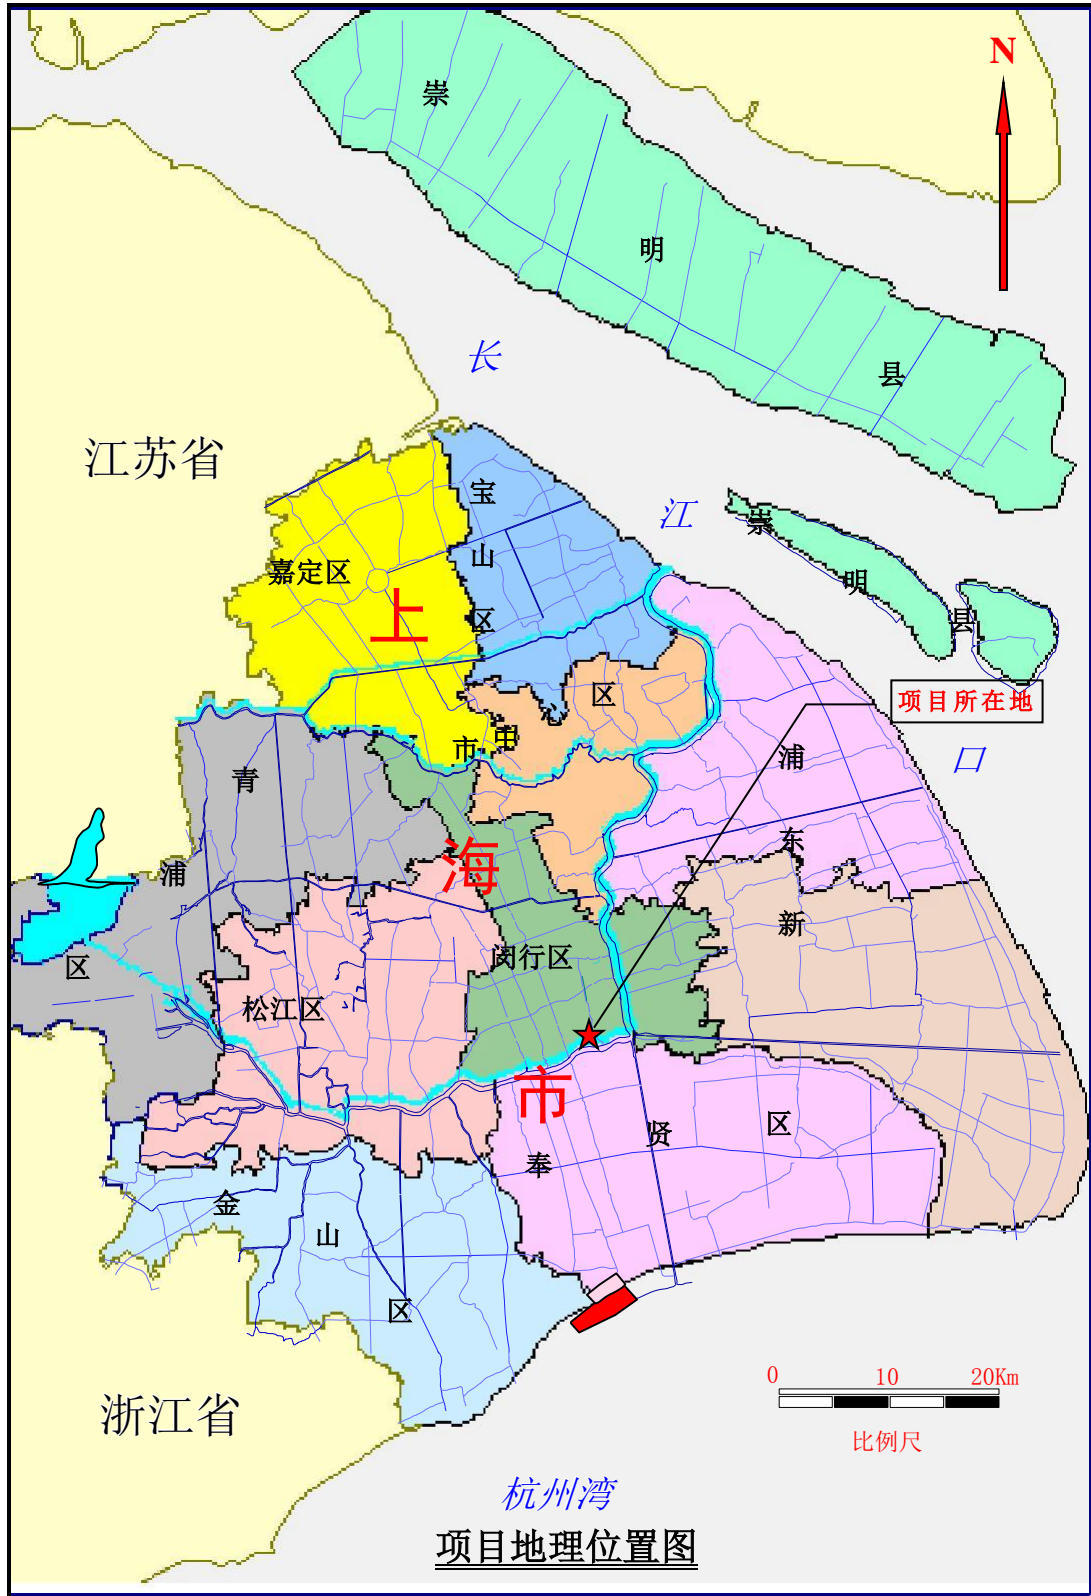 N
崇
明
县
长
江
口
江苏省
宝
山
区
嘉定区
崇
明
县
上
海
市
项目所在地
市
中
心
区
浦
东
新
青
浦
区
闵行区
松江区
奉
贤
区
金
山
区
浙江省
0 10 20Km
比例尺
杭州湾
项目地理位置图